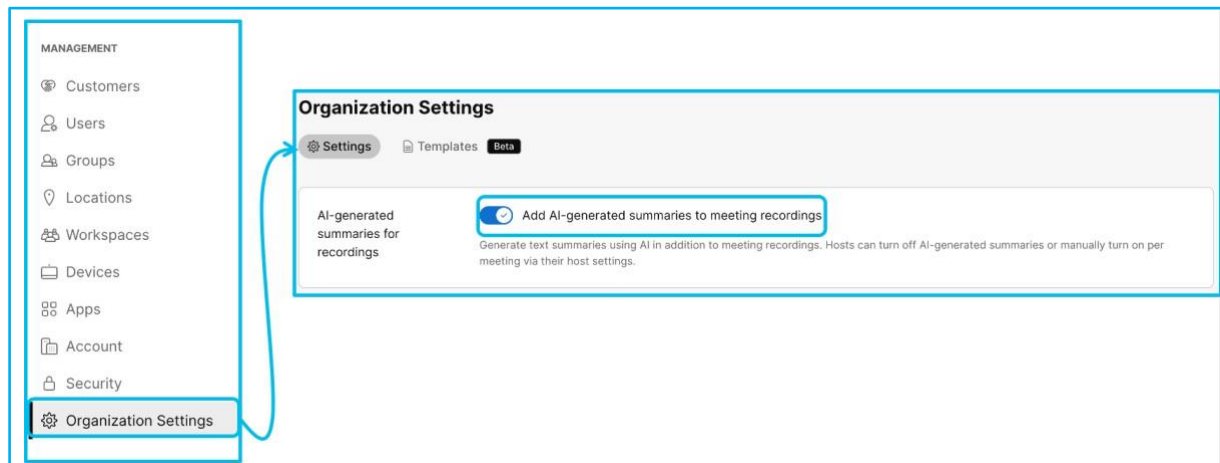 MANAGEMENT
Customers
Users
Groups
Locations
Workspaces
Devices
Apps
Account
Security
Organization Settings
Organization Settings
Settings
Templates Beta
AI-generated
summaries for
recordings
Add AI-generated summaries to meeting recordings
Generate text summaries using AI in addition to meeting recordings. Hosts can turn off AI-generated summaries or manually turn on per
meeting via their host settings.